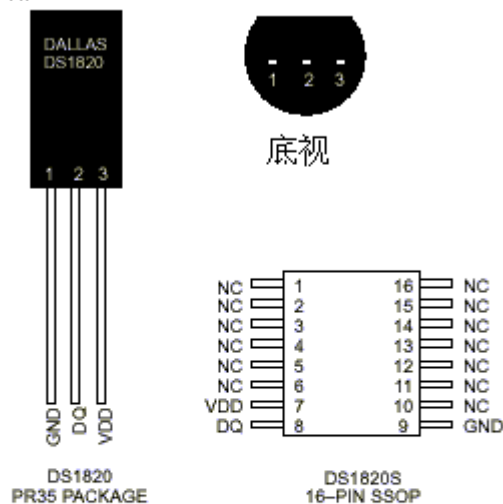 DALLAS
DS1820
1 2 3
GND DQ VDD
DS1820
PR35 PACKAGE
1 2 3
底视
NC 1 16 NC
NC 2 15 NC
NC 3 14 NC
NC 4 13 NC
NC 5 12 NC
NC 6 11 NC
VDD 7 10 NC
DQ 8 9 GND
DS1820S
16–PIN SSOP